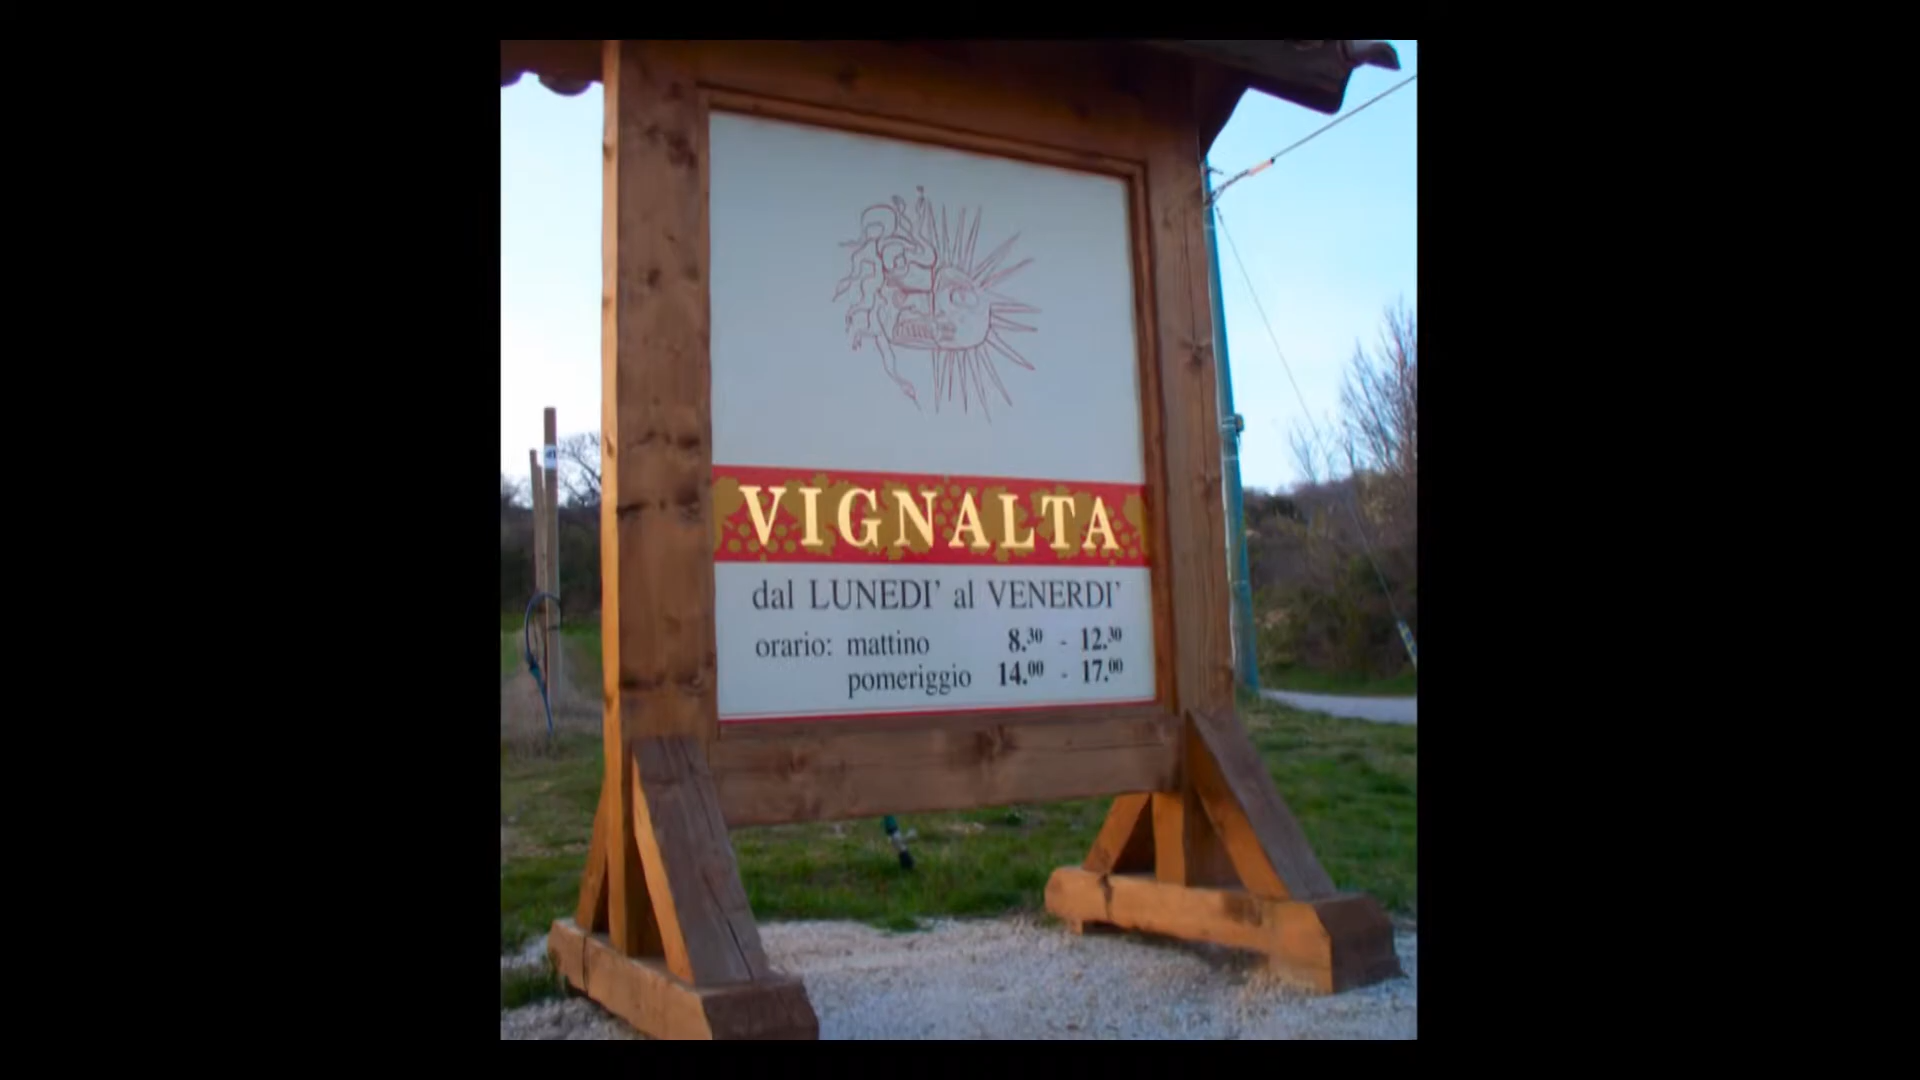 VIGNALTA
dal LUNEDI' al VENERDI'
orario: mattino 8.30 - 12.30
pomeriggio 14.00 - 17.00